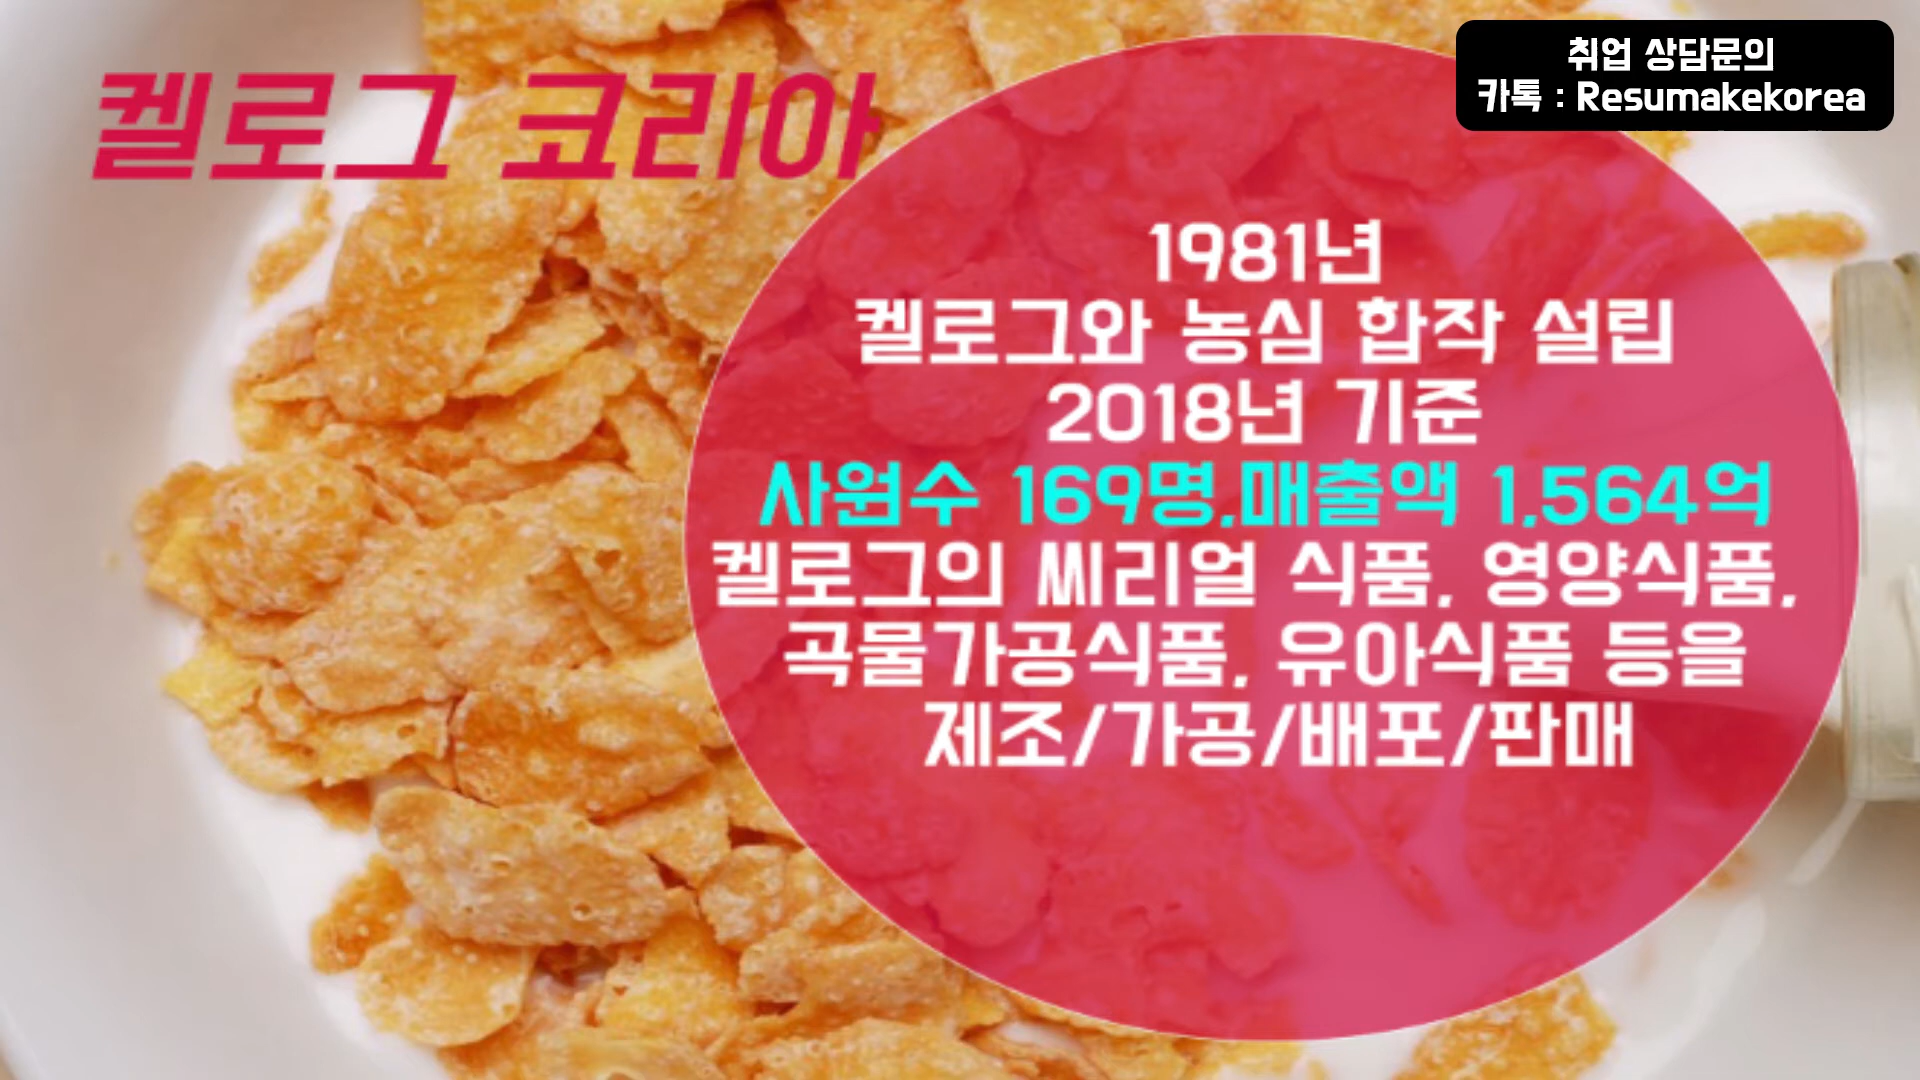 켈로그 코리아
취업 상담문의
카톡 : Resumakekorea
1981년
켈로그와 농심 합작 설립
2018년 기준
사원수 169명,매출액 1,564억
켈로그의 씨리얼 식품, 영양식품,
곡물가공식품, 유아식품 등을
제조/가공/배포/판매